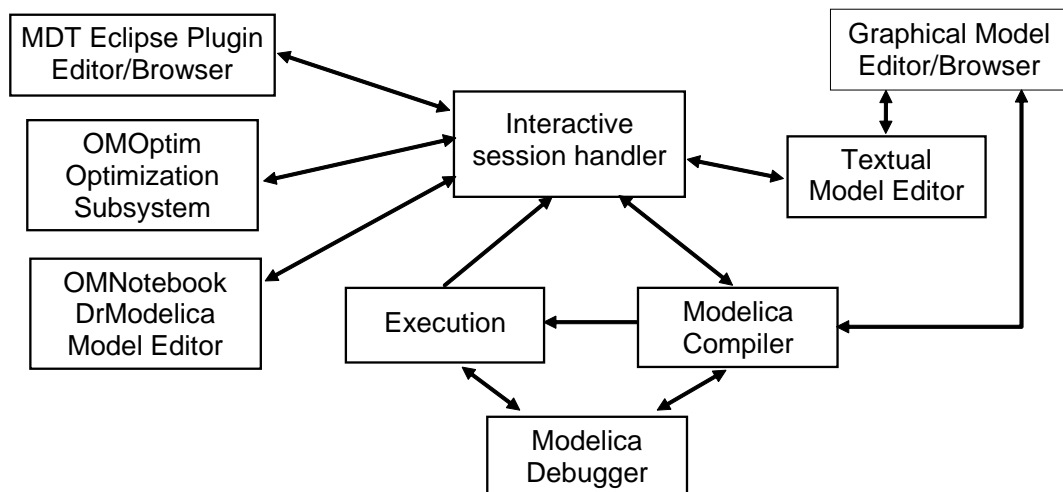 MDT Eclipse Plugin
Editor/Browser
Graphical Model
Editor/Browser
Interactive
session handler
OMOptim
Optimization
Subsystem
Textual
Model Editor
OMNotebook
DrModelica
Model Editor
Execution
Modelica
Compiler
Modelica
Debugger